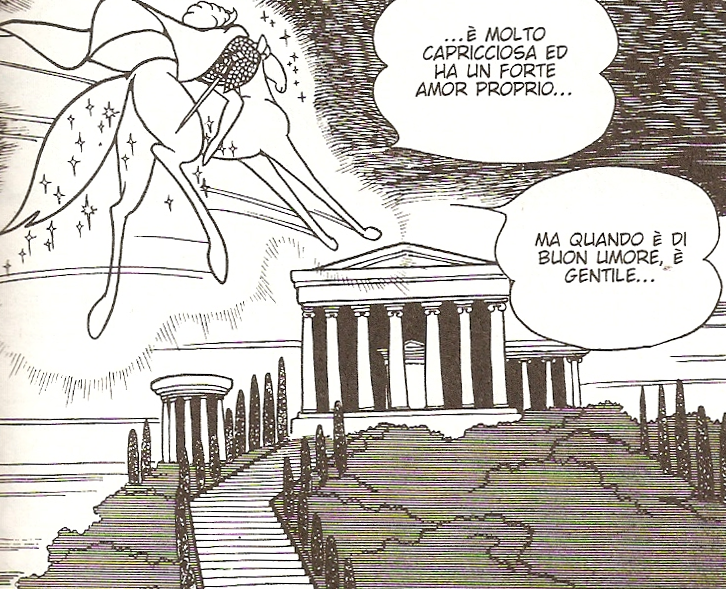 ...È MOLTO
CAPRICCIOSA ED
HA UN FORTE
AMOR PROPRIO...
MA QUANDO È DI
BUON UMORE, È
GENTILE...